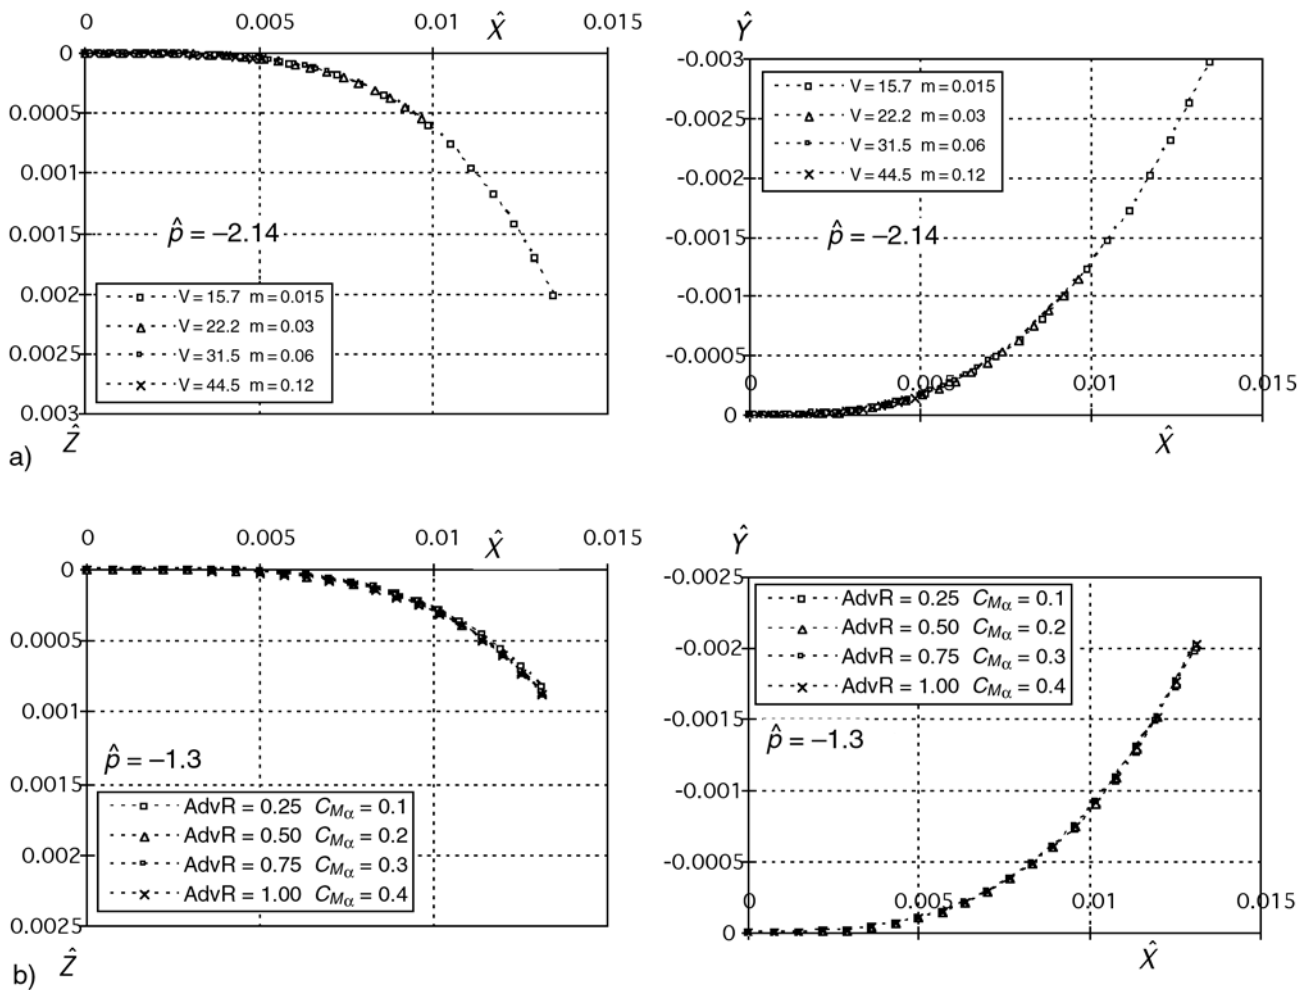 0 0.005 0.01 X̂ 0.015
0
0.0005
0.001
0.0015
0.002
0.0025
0.003
Ẑ
p̂ = −2.14
V = 15.7 m = 0.015
V = 22.2 m = 0.03
V = 31.5 m = 0.06
V = 44.5 m = 0.12
a)
Ŷ
-0.003
-0.0025
-0.002
-0.0015
-0.001
-0.0005
0
V = 15.7 m = 0.015
V = 22.2 m = 0.03
V = 31.5 m = 0.06
V = 44.5 m = 0.12
p̂ = −2.14
0 0.005 0.01 0.015
X̂
0 0.005 0.01 X̂ 0.015
0
0.0005
0.001
0.0015
0.002
0.0025
Ẑ
p̂ = −1.3
AdvR = 0.25 CMα = 0.1
AdvR = 0.50 CMα = 0.2
AdvR = 0.75 CMα = 0.3
AdvR = 1.00 CMα = 0.4
b)
Ŷ
-0.0025
-0.002
-0.0015
-0.001
-0.0005
0
AdvR = 0.25 CMα = 0.1
AdvR = 0.50 CMα = 0.2
AdvR = 0.75 CMα = 0.3
AdvR = 1.00 CMα = 0.4
p̂ = −1.3
0 0.005 0.01 0.015
X̂